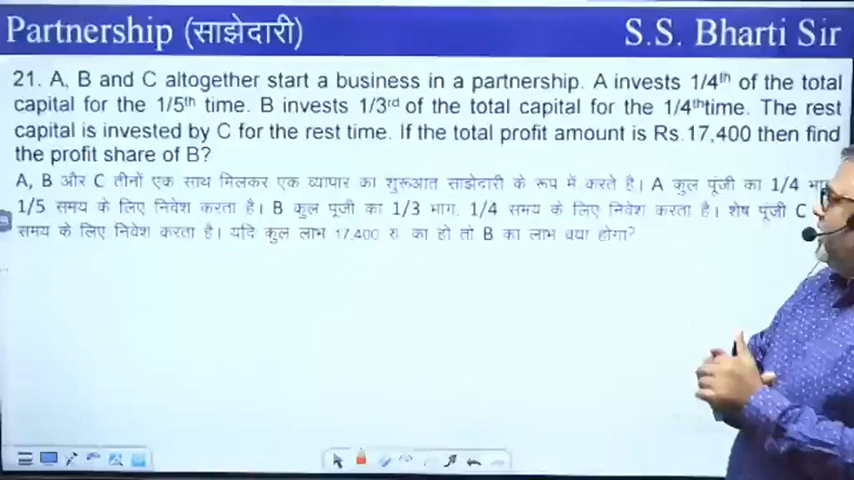 Partnership (साझेदारी)
S.S. Bharti Sir
21. A, B and C altogether start a business in a partnership. A invests 1/4th of the total
capital for the 1/5th time. B invests 1/3rd of the total capital for the 1/4thtime. The rest
capital is invested by C for the rest time. If the total profit amount is Rs.17,400 then find
the profit share of B?
A, B और C तीनों एक साथ मिलकर एक व्यापार का शुरूआत साझेदारी के रूप में करते है। A कुल पूंजी का 1/4
1/5 समय के लिए निवेश करता है। B कुल पूंजी का 1/3 भाग, 1/4 समय के लिए निवेश करता है। शेष पूंजी C
समय के लिए निवेश करता है। यदि कुल लाभ 17,400 रु का हो तो B का लाभ क्या होगा?